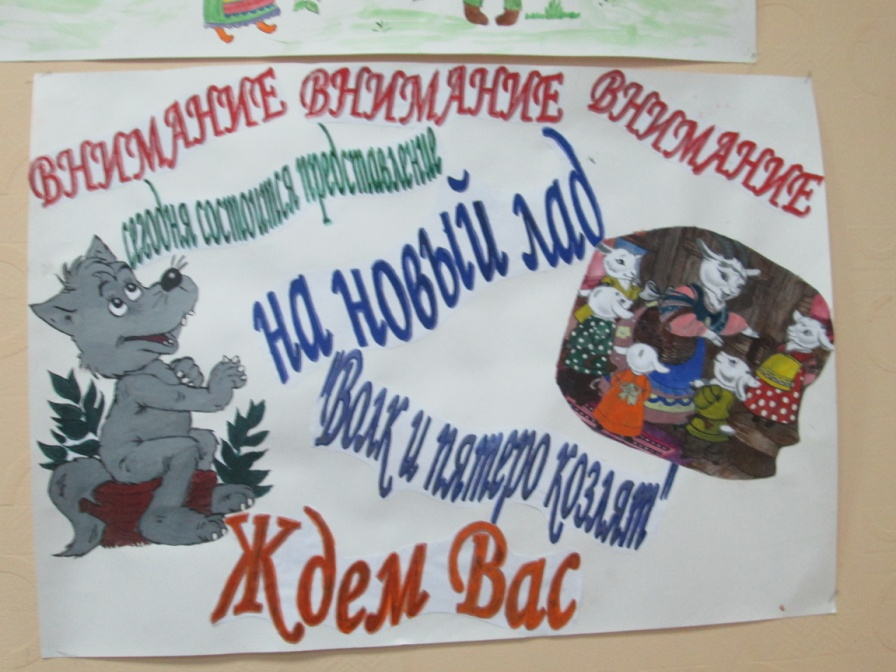 ВНИМАНИЕ ВНИМАНИЕ ВНИМАНИЕ
сегодня состоится представление
на новый лад
"Волк и пятеро козлят"
Ждем Вас